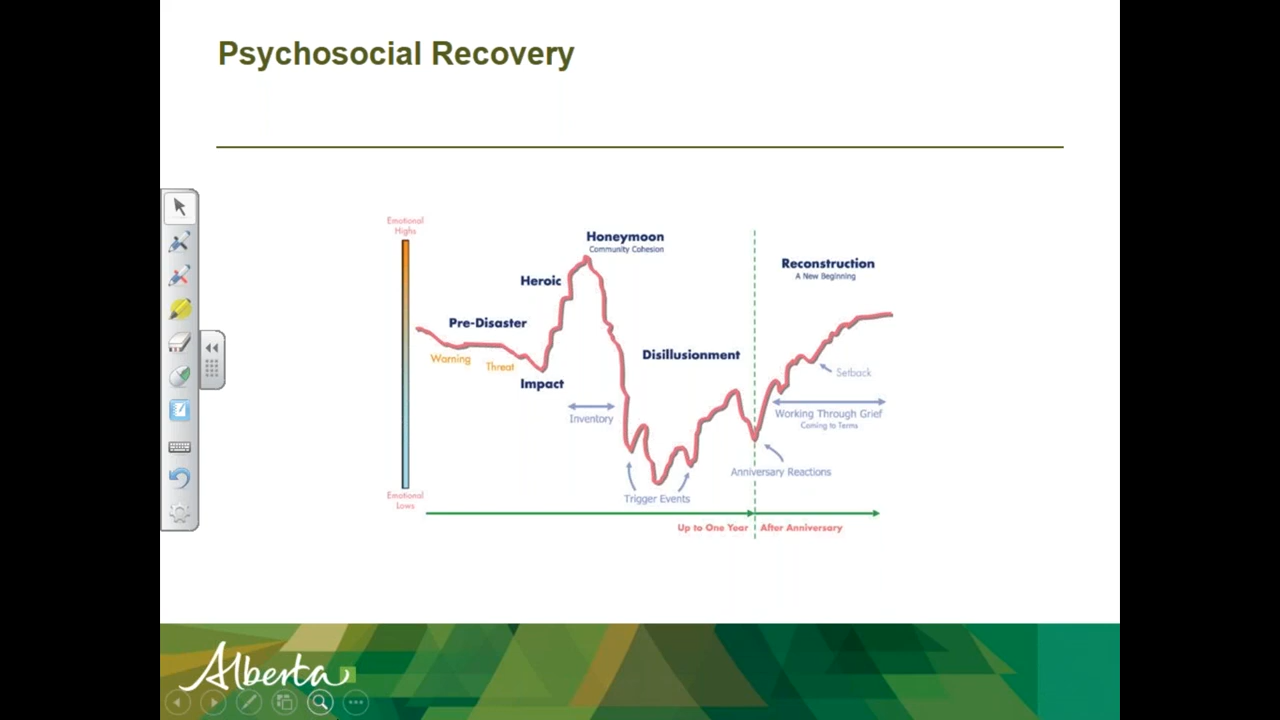 Psychosocial Recovery
Emotional
Highs
Honeymoon
Community Cohesion
Reconstruction
A New Beginning
Heroic
Pre-Disaster
Warning
Threat
Impact
Disillusionment
Setback
Inventory
Working Through Grief
Coming to Terms
Anniversary Reactions
Trigger Events
Emotional
Lows
Up to One Year
After Anniversary
Alberta